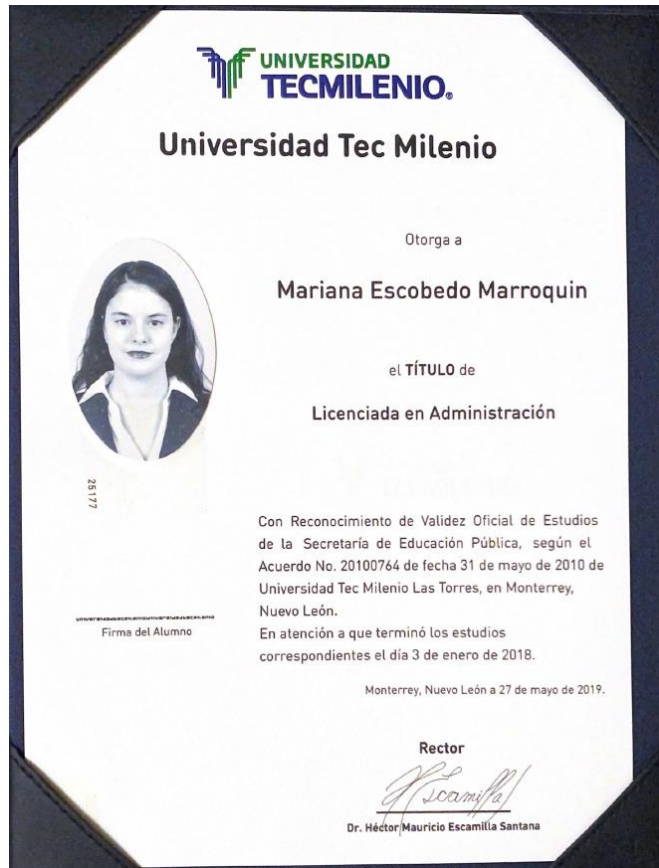 UNIVERSIDAD
TECMILENIO®
Universidad Tec Milenio
Otorga a
Mariana Escobedo Marroquin
el TÍTULO de
Licenciada en Administración
25177
Con Reconocimiento de Validez Oficial de Estudios
de la Secretaría de Educación Pública, según el
Acuerdo No. 20100764 de fecha 31 de mayo de 2010 de
Universidad Tec Milenio Las Torres, en Monterrey,
Nuevo León.
En atención a que terminó los estudios
correspondientes el día 3 de enero de 2018.
Firma del Alumno
Monterrey, Nuevo León a 27 de mayo de 2019.
Rector
Escamilla
Dr. Héctor Mauricio Escamilla Santana